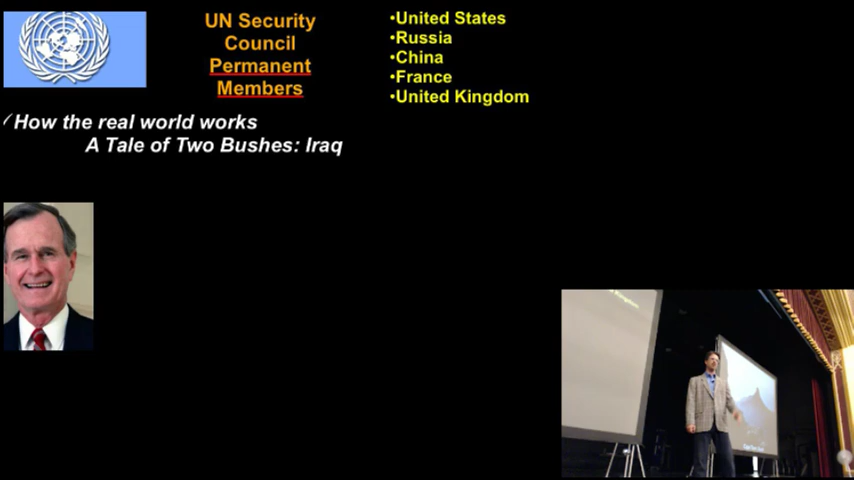 UN Security
Council
Permanent
Members
•United States
•Russia
•China
•France
•United Kingdom
✓How the real world works
A Tale of Two Bushes: Iraq